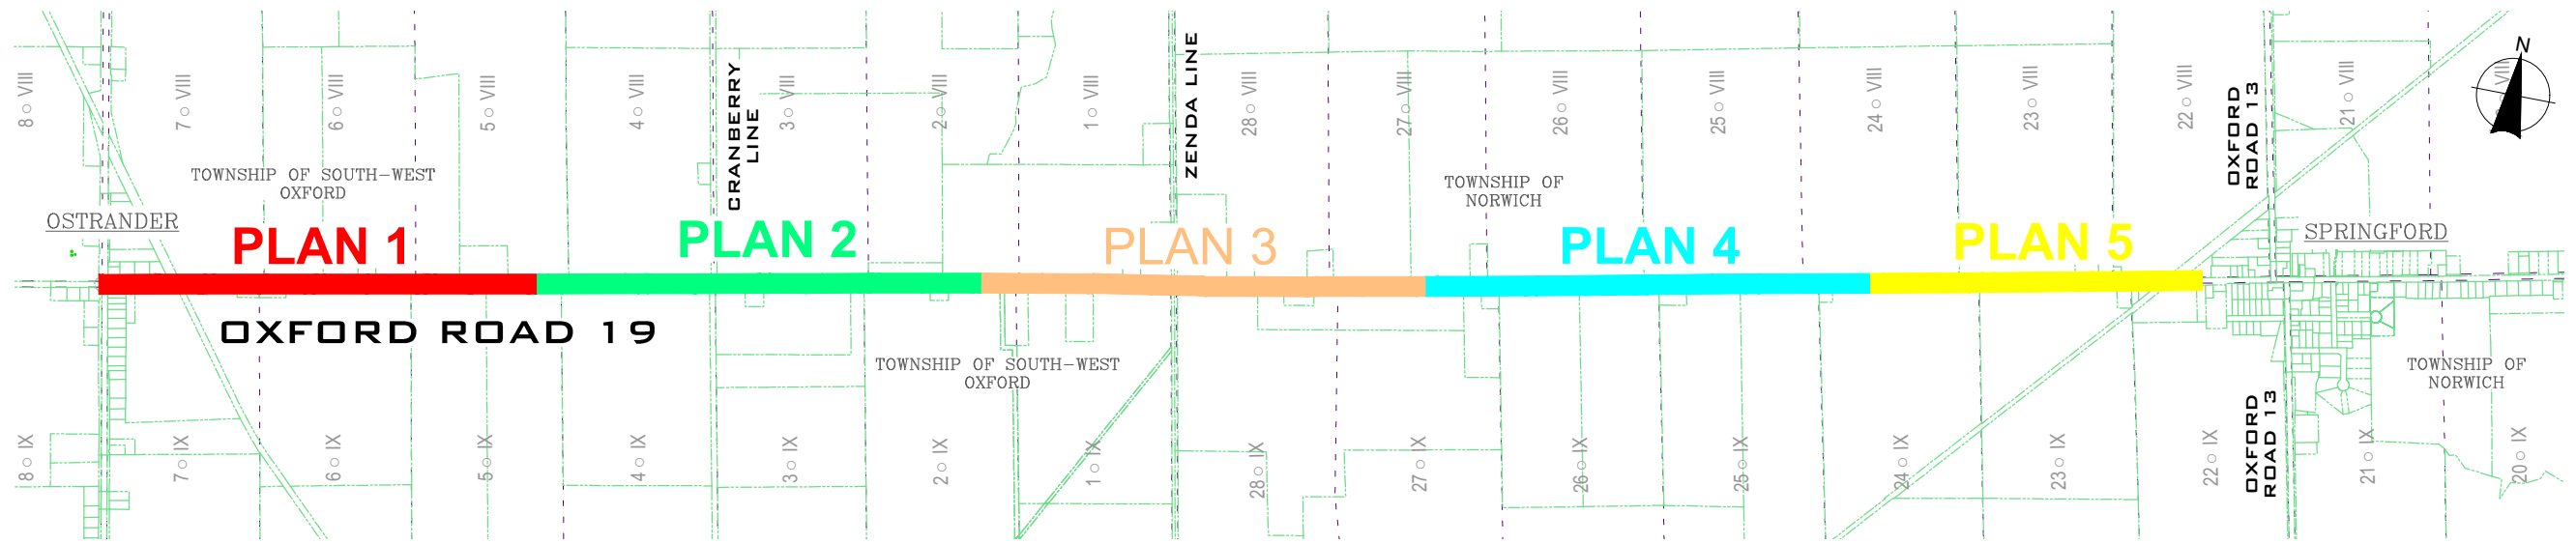 N
8○ VIII
7○ VIII
6○ VIII
5○ VIII
4○ VIII
CRANBERRY
LINE
3○ VIII
2○ VIII
1○ VIII
ZENDA LINE
28○ VIII
27○ VIII
26○ VIII
25○ VIII
24○ VIII
23○ VIII
22○ VIII
OXFORD
ROAD 13
21○ VIII
VIII
TOWNSHIP OF SOUTH-WEST
OXFORD
TOWNSHIP OF
NORWICH
OSTRANDER
SPRINGFORD
PLAN 1
PLAN 2
PLAN 3
PLAN 4
PLAN 5
OXFORD ROAD 19
TOWNSHIP OF SOUTH-WEST
OXFORD
TOWNSHIP OF
NORWICH
8○ IX
7○ IX
6○ IX
5○ IX
4○ IX
3○ IX
2○ IX
1○ IX
28○ IX
27○ IX
26○ IX
25○ IX
24○ IX
23○ IX
22○ IX
OXFORD
ROAD 13
21○ IX
20○ IX